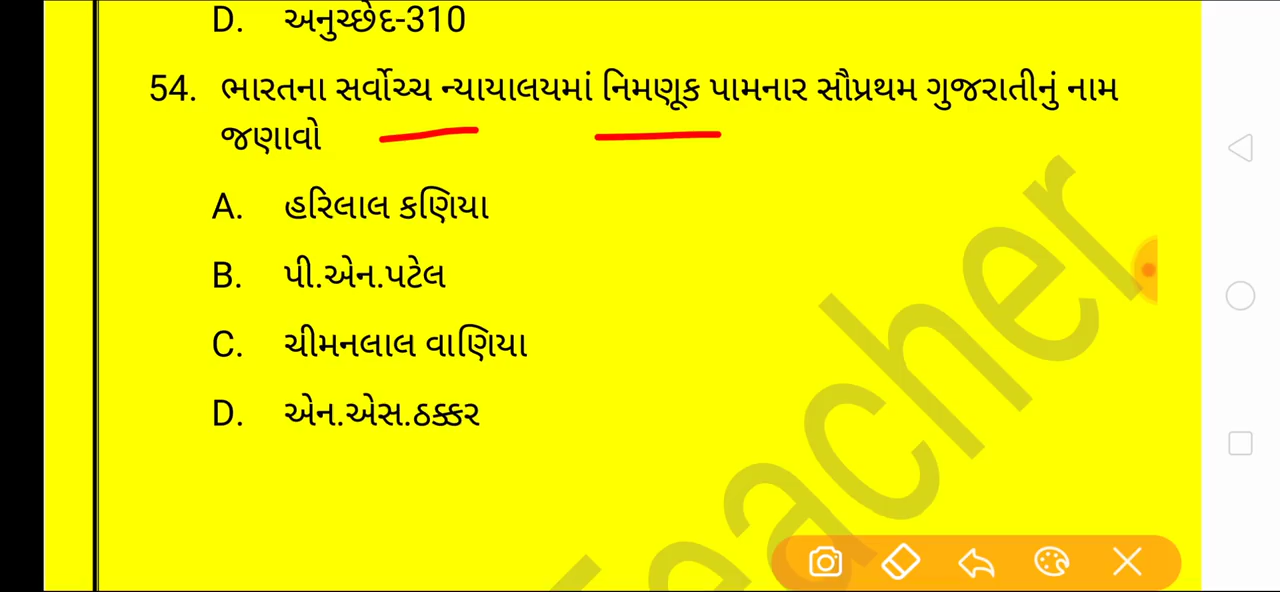 D. અનુચ્છેદ-310
54. ભારતના સર્વોચ્ચ ન્યાયાલયમાં નિમણૂક પામનાર સૌપ્રથમ ગુજરાતીનું નામ
જણાવો
A. હરિલાલ કણિયા
B. પી.એન.પટેલ
C. ચીમનલાલ વાણિયા
D. એન.એસ.ઠક્કર
Teacher